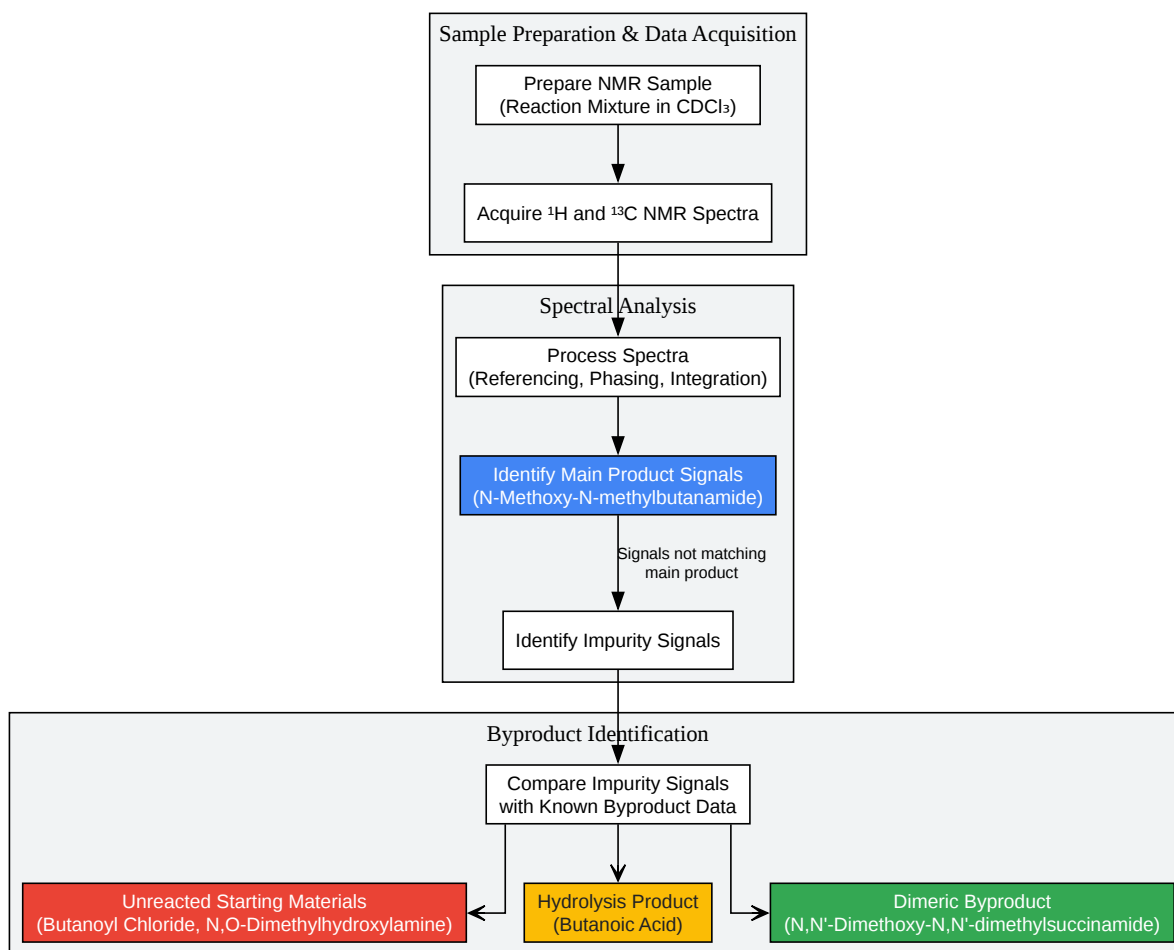 Sample Preparation & Data Acquisition
Prepare NMR Sample
(Reaction Mixture in CDCl₃)
Acquire ¹H and ¹³C NMR Spectra
Spectral Analysis
Process Spectra
(Referencing, Phasing, Integration)
Identify Main Product Signals
(N-Methoxy-N-methylbutanamide)
Signals not matching
main product
Identify Impurity Signals
Byproduct Identification
Compare Impurity Signals
with Known Byproduct Data
Unreacted Starting Materials
(Butanoyl Chloride, N,O-Dimethylhydroxylamine)
Hydrolysis Product
(Butanoic Acid)
Dimeric Byproduct
(N,N'-Dimethoxy-N,N'-dimethylsuccinamide)